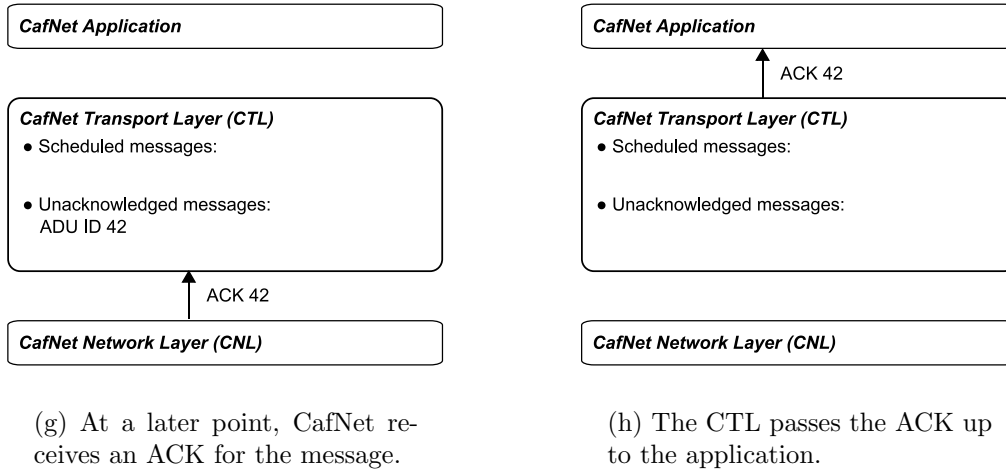 CafNet Application
CafNet Transport Layer (CTL)
● Scheduled messages:
● Unacknowledged messages:
ADU ID 42
ACK 42
CafNet Network Layer (CNL)
(g) At a later point, CafNet re-
ceives an ACK for the message.
CafNet Application
ACK 42
CafNet Transport Layer (CTL)
● Scheduled messages:
● Unacknowledged messages:
CafNet Network Layer (CNL)
(h) The CTL passes the ACK up
to the application.